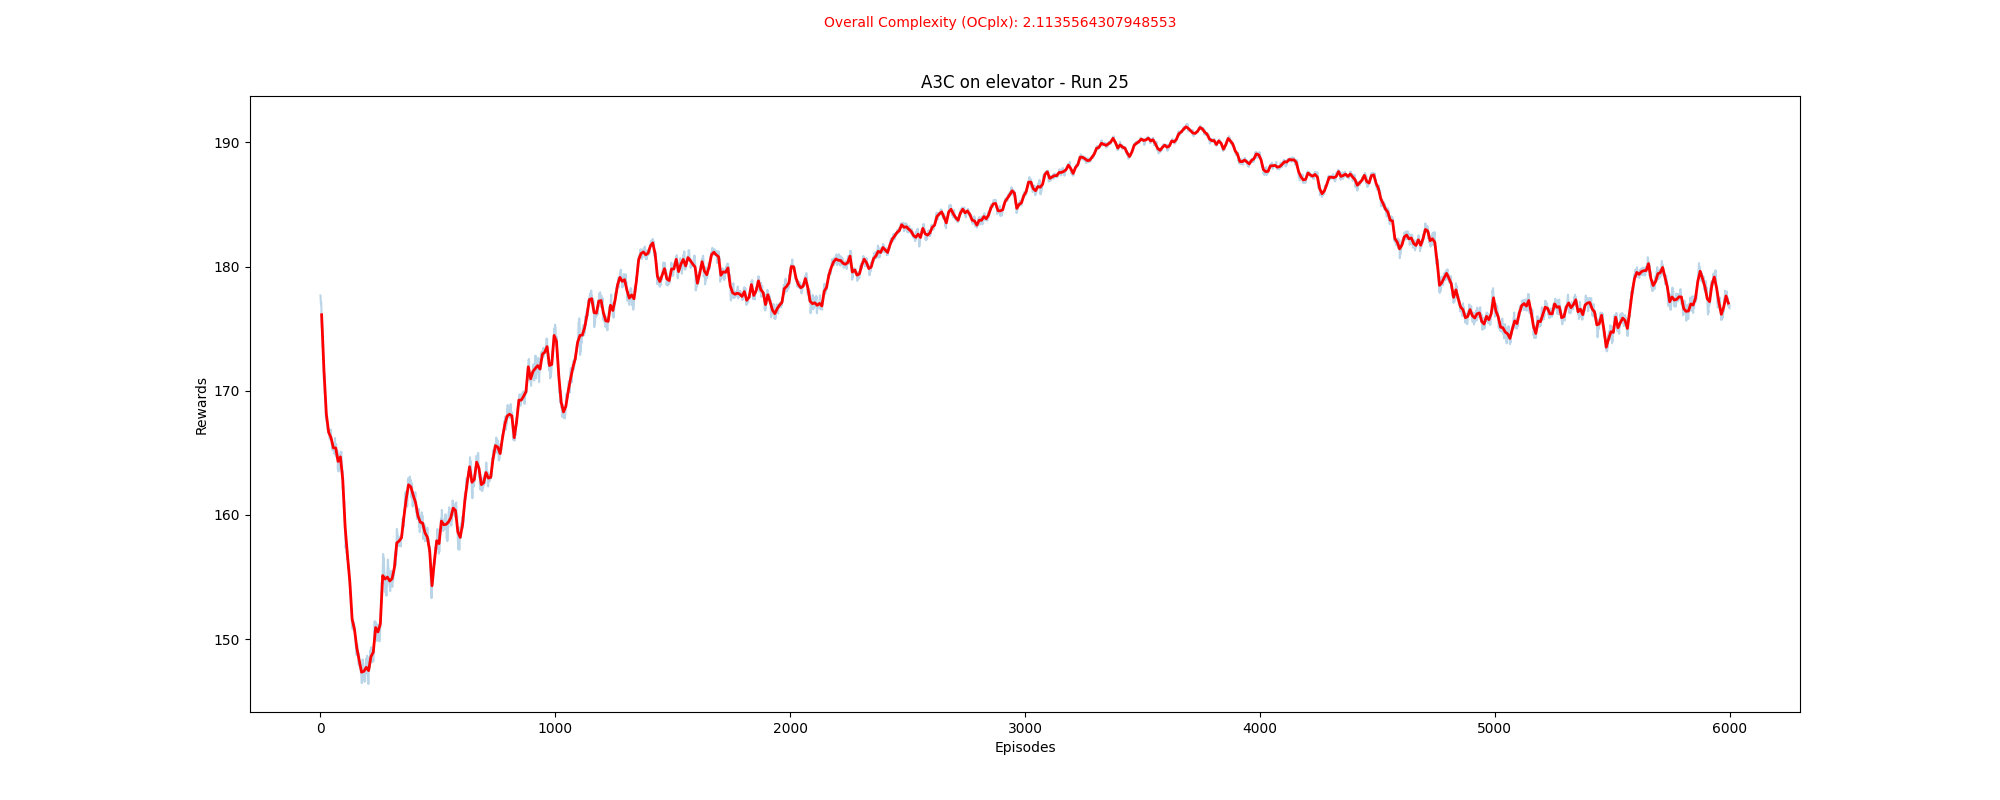 Overall Complexity (OCplx): 2.1135564307948553
A3C on elevator - Run 25
190
180
170
160
150
Rewards
0 1000 2000 3000 4000 5000 6000
Episodes